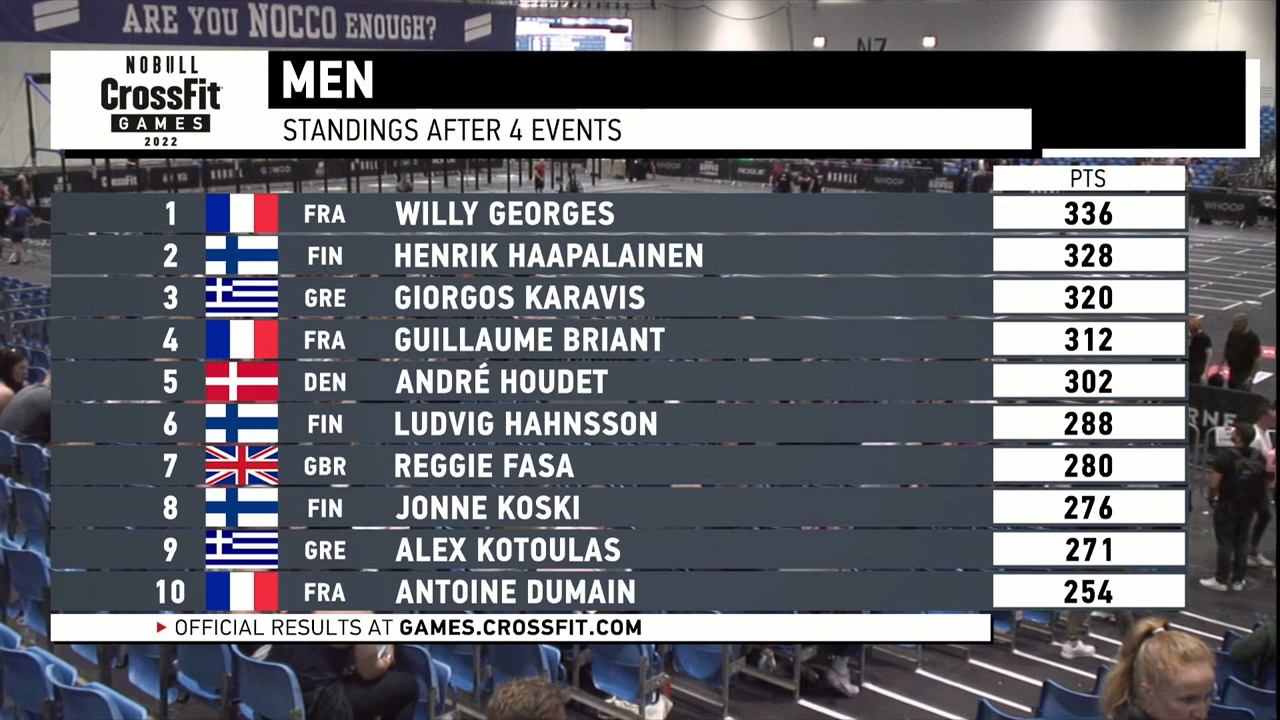 ARE YOU NOCCO ENOUGH?
NZ
NOBULL
CrossFit
GAMES
2022
MEN
STANDINGS AFTER 4 EVENTS
PTS
1 FRA WILLY GEORGES 336
2 FIN HENRIK HAAPALAINEN 328
3 GRE GIORGOS KARAVIS 320
4 FRA GUILLAUME BRIANT 312
5 DEN ANDRÉ HOUDET 302
6 FIN LUDVIG HAHNSSON 288
7 GBR REGGIE FASA 280
8 FIN JONNE KOSKI 276
9 GRE ALEX KOTOULAS 271
10 FRA ANTOINE DUMAIN 254
OFFICIAL RESULTS AT GAMES.CROSSFIT.COM
WHOOP